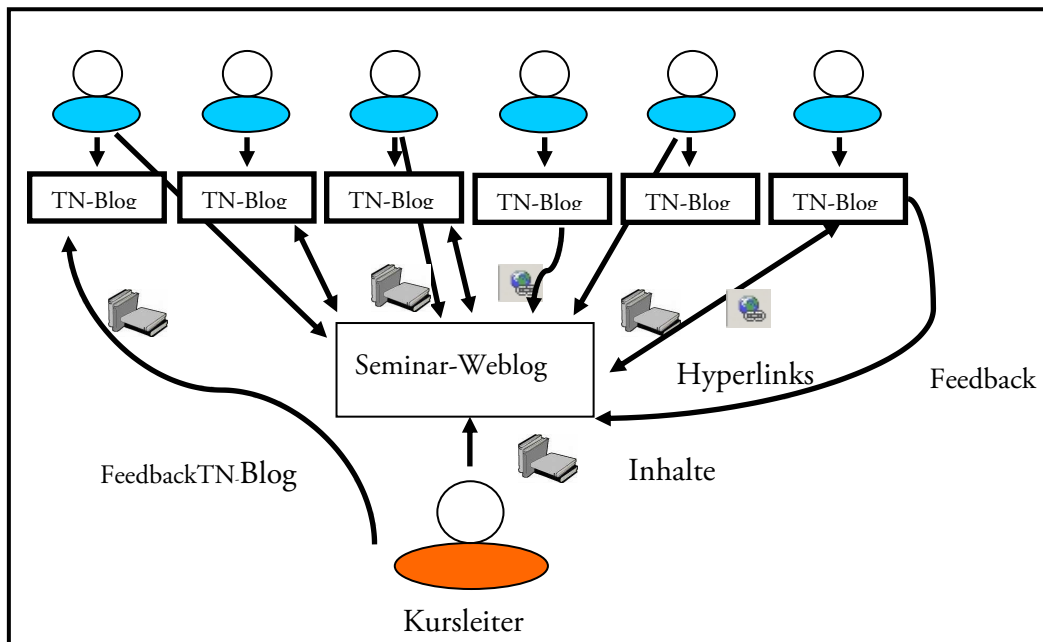 TN-Blog
TN-Blog
TN-Blog
TN-Blog
TN-Blog
TN-Blog
Seminar-Weblog
Hyperlinks
Feedback
FeedbackTN-Blog
Inhalte
Kursleiter